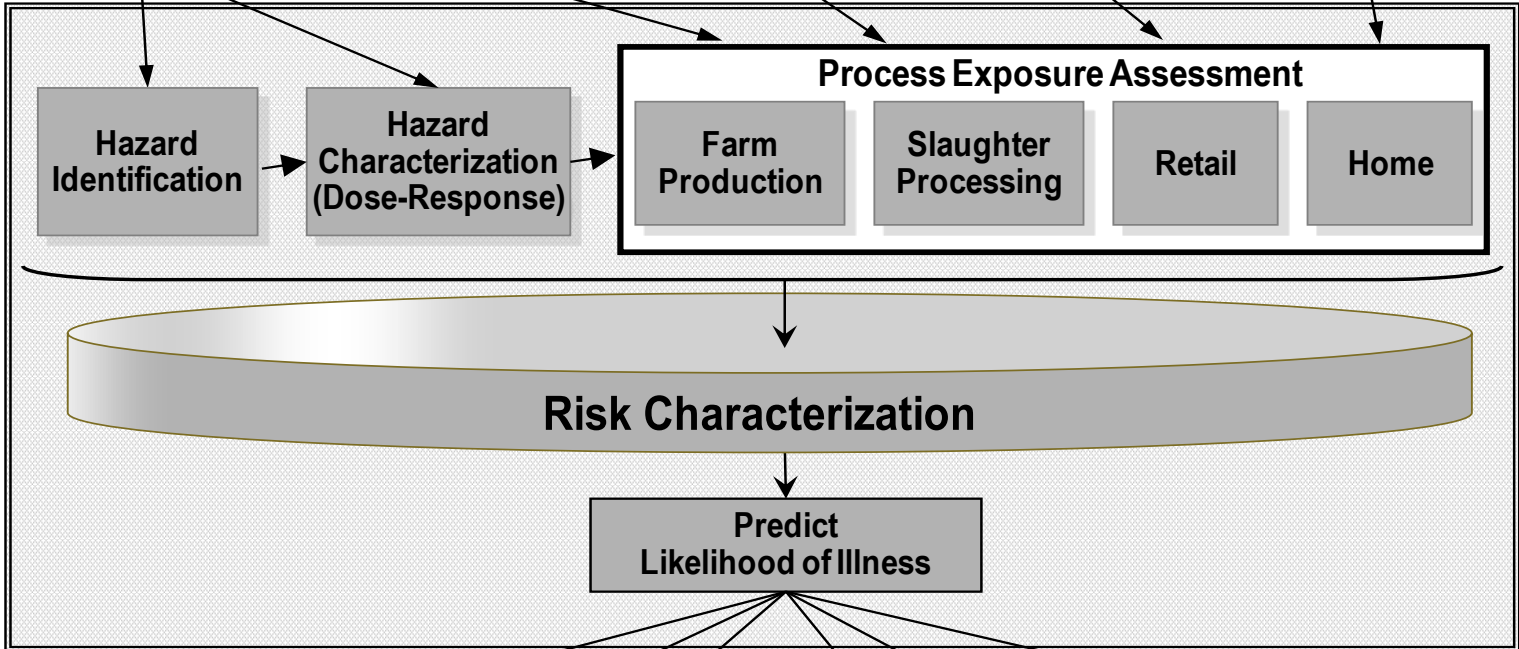 Process Exposure Assessment
Hazard
Identification
Hazard
Characterization
(Dose-Response)
Farm
Production
Slaughter
Processing
Retail
Home
Risk Characterization
Predict
Likelihood of Illness